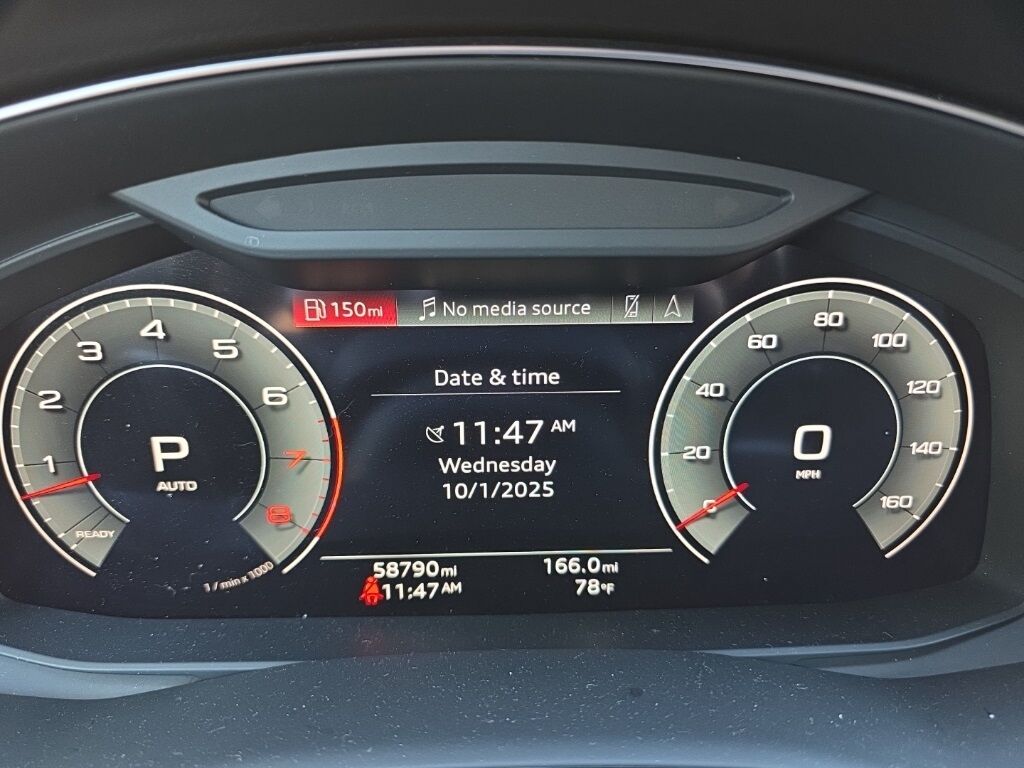 150mi
No media source
Date & time
11:47 AM
Wednesday
10/1/2025
58790mi
166.0mi
11:47AM
78°F
1
2
3
4
5
6
7
8
P
AUTO
READY
1 / min x 1000
0
20
40
60
80
100
120
140
160
0
MPH